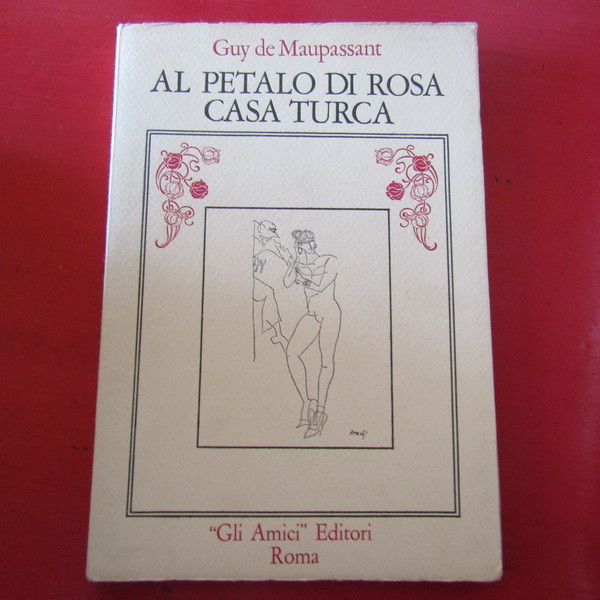 Guy de Maupassant
AL PETALO DI ROSA
CASA TURCA
"Gli Amici" Editori
Roma